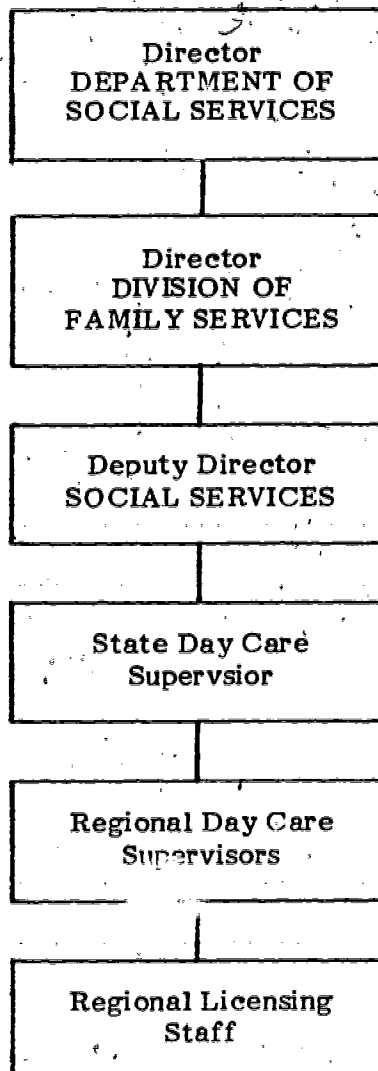 Director
DEPARTMENT OF
SOCIAL SERVICES
Director
DIVISION OF
FAMILY SERVICES
Deputy Director
SOCIAL SERVICES
State Day Care
Supervsior
Regional Day Care
Supervisors
Regional Licensing
Staff